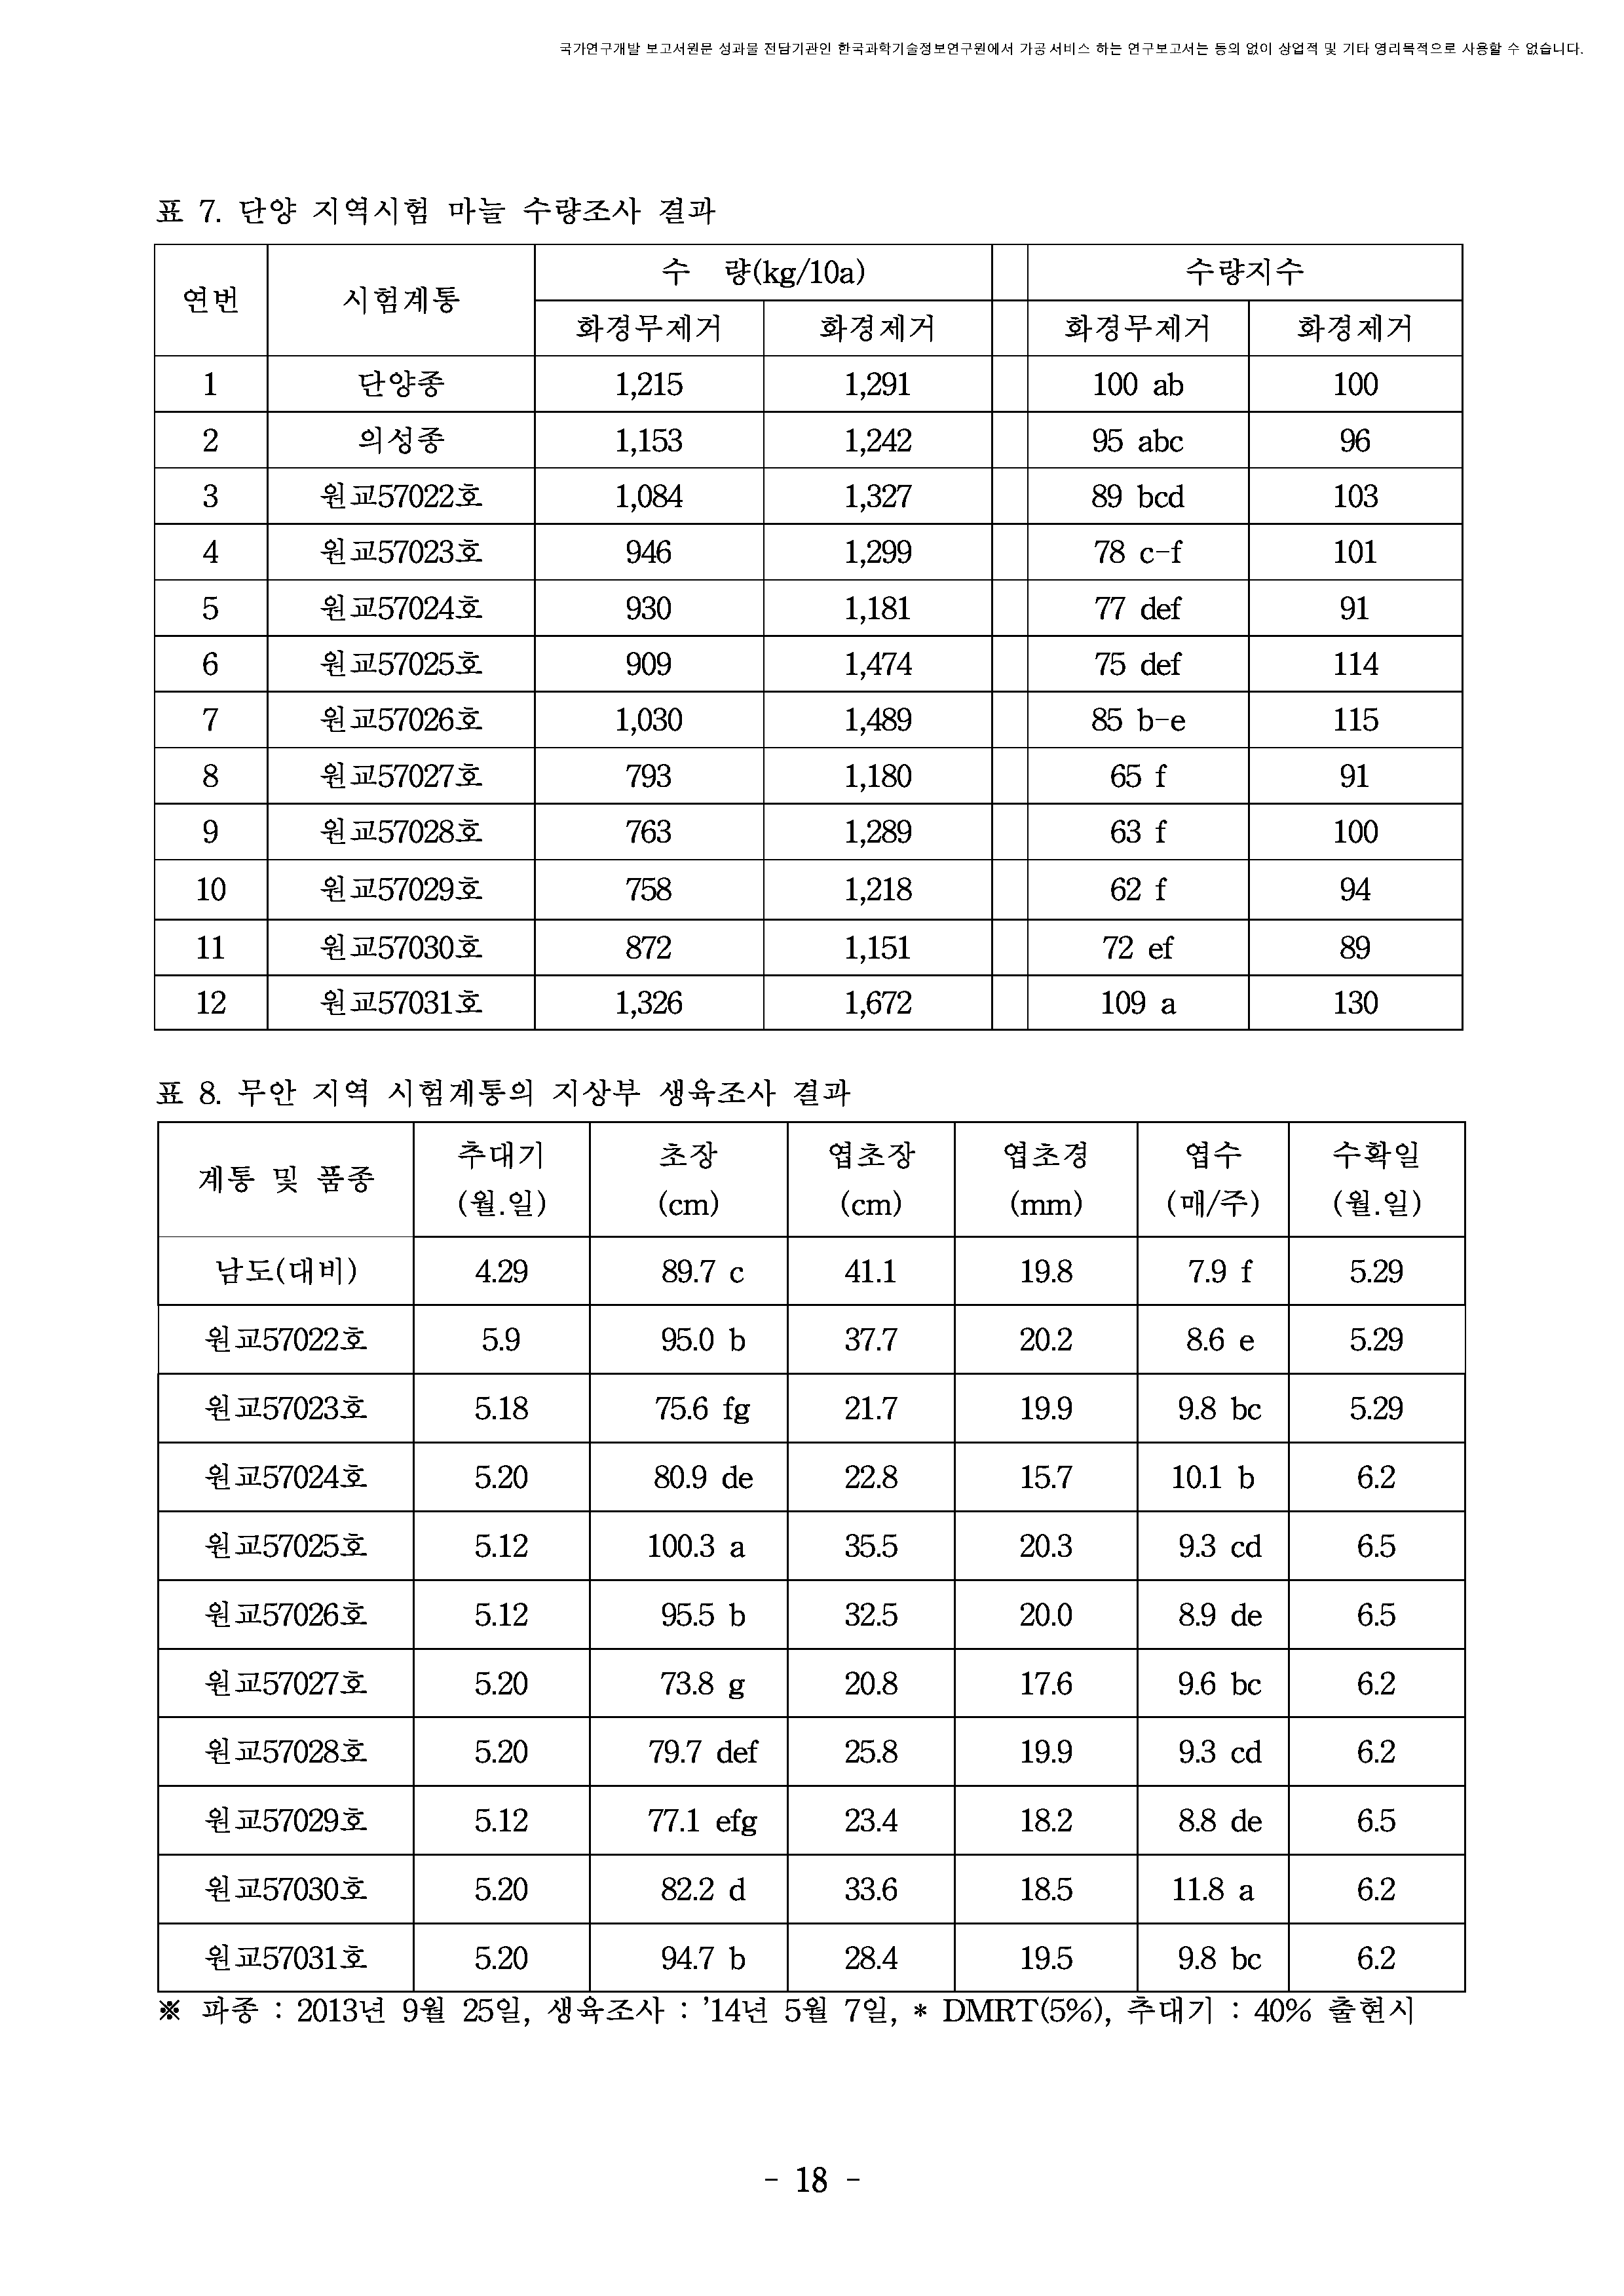 국가연구개발 보고서원문 성과물 전담기관인 한국과학기술정보연구원에서 가공·서비스 하는 연구보고서는 동의 없이 상업적 및 기타 영리목적으로 사용할 수 없습니다.
표 7. 단양 지역시험 마늘 수량조사 결과
연번 시험계통 수 량(kg/10a) 수량지수
화경무제거 화경제거 화경무제거 화경제거
1 단양종 1,215 1,291 100 ab 100
2 의성종 1,153 1,242 95 abc 96
3 원교57022호 1,084 1,327 89 bcd 103
4 원교57023호 946 1,299 78 c-f 101
5 원교57024호 930 1,181 77 def 91
6 원교57025호 909 1,474 75 def 114
7 원교57026호 1,030 1,489 85 b-e 115
8 원교57027호 793 1,180 65 f 91
9 원교57028호 763 1,289 63 f 100
10 원교57029호 758 1,218 62 f 94
11 원교57030호 872 1,151 72 ef 89
12 원교57031호 1,326 1,672 109 a 130
표 8. 무안 지역 시험계통의 지상부 생육조사 결과
계통 및 품종 추대기 초장 엽초장 엽초경 엽수 수확일
(월.일) (cm) (cm) (mm) (매/주) (월.일)
남도(대비) 4.29 89.7 c 41.1 19.8 7.9 f 5.29
원교57022호 5.9 95.0 b 37.7 20.2 8.6 e 5.29
원교57023호 5.18 75.6 fg 21.7 19.9 9.8 bc 5.29
원교57024호 5.20 80.9 de 22.8 15.7 10.1 b 6.2
원교57025호 5.12 100.3 a 35.5 20.3 9.3 cd 6.5
원교57026호 5.12 95.5 b 32.5 20.0 8.9 de 6.5
원교57027호 5.20 73.8 g 20.8 17.6 9.6 bc 6.2
원교57028호 5.20 79.7 def 25.8 19.9 9.3 cd 6.2
원교57029호 5.12 77.1 efg 23.4 18.2 8.8 de 6.5
원교57030호 5.20 82.2 d 33.6 18.5 11.8 a 6.2
원교57031호 5.20 94.7 b 28.4 19.5 9.8 bc 6.2
※ 파종 : 2013년 9월 25일, 생육조사 : ’14년 5월 7일, * DMRT(5%), 추대기 : 40% 출현시
- 18 -